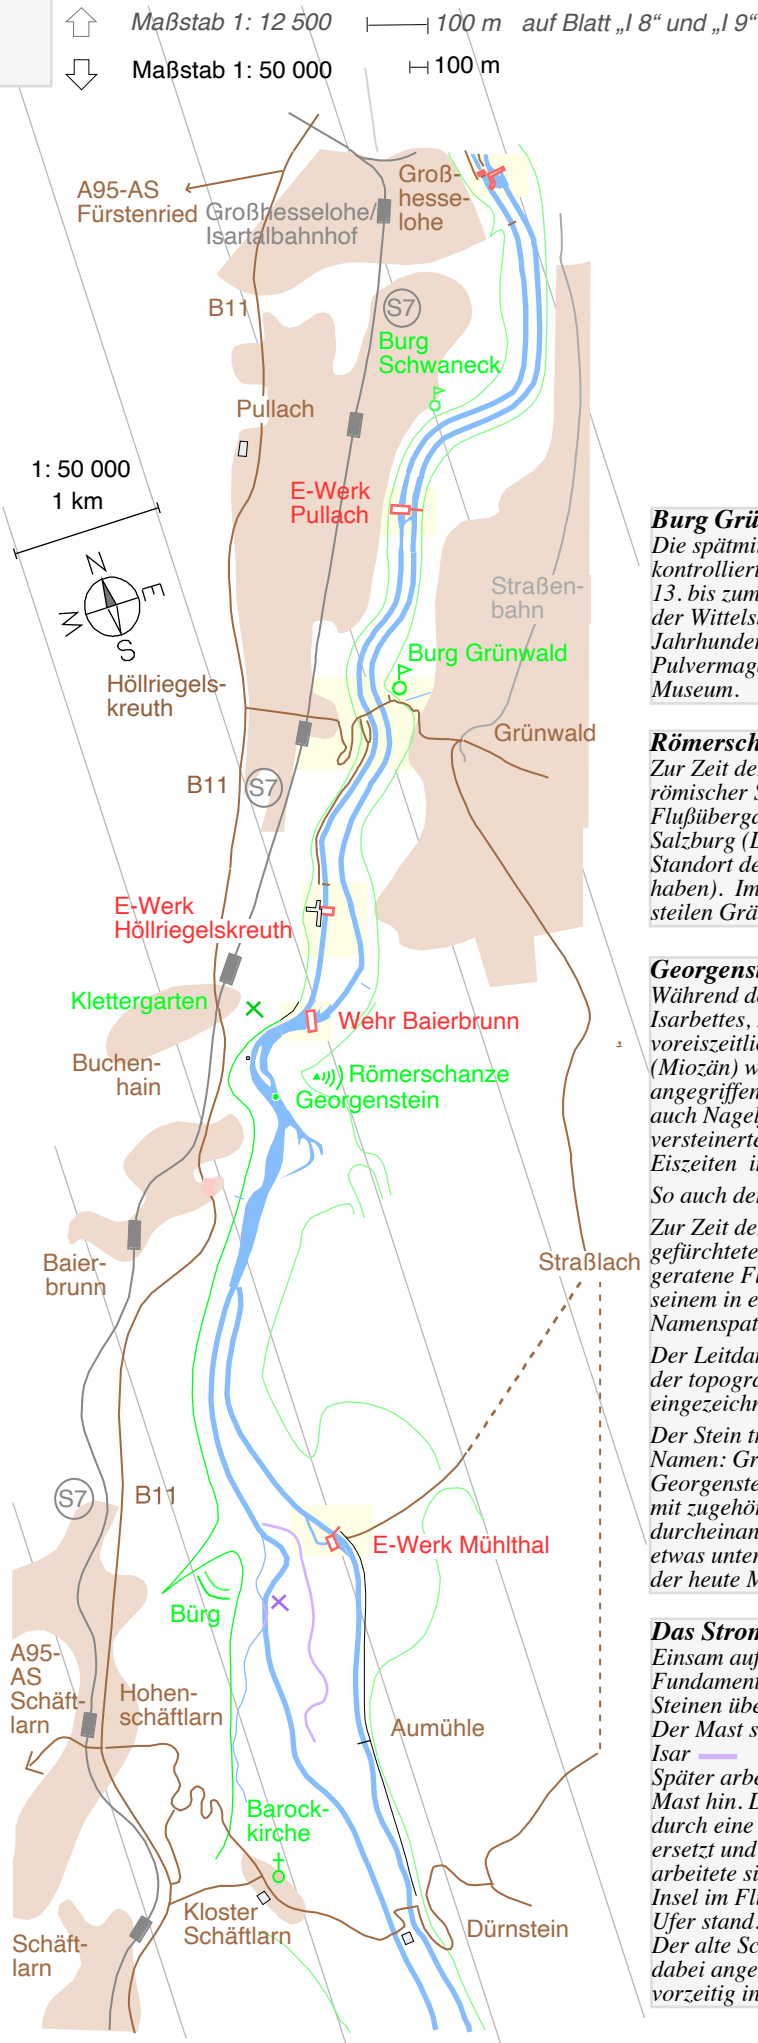 Maßstab 1: 12 500 100 m auf Blatt „I 8“ und „I 9“
Maßstab 1: 50 000 100 m
A95-AS
Fürstenried
Großhesselohe/
Isartalbahnhof
Groß-
hesse-
lohe
B11
S7
Burg
Schwaneck
Pullach
1: 50 000
1 km
E-Werk
Pullach
N
E
W
S
Straßen-
bahn
Burg Grünwald
Höllriegels-
kreuth
Grünwald
B11
S7
E-Werk
Höllriegelskreuth
Klettergarten
Wehr Baierbrunn
Buchen-
hain
Römerschanze
Georgenstein
Baier-
brunn
Straßlach
S7
B11
E-Werk Mühlthal
Bürg
A95-
AS
Schäft-
larn
Hohen-
schäftlarn
Aumühle
Barock-
kirche
Kloster
Schäftlarn
Dürnstein
Schäft-
larn
Burg Grü
Die spätmi
kontrolliert
13. bis zum
der Wittels
Jahrhunder
Pulvermag
Museum.
Römersch
Zur Zeit de
römischer S
Flußüberga
Salzburg (L
Standort de
haben). Im
steilen Grä
Georgenst
Während d
Isarbettes,
voreiszeitlic
(Miozän) w
angegriffen
auch Nagel
versteinerte
Eiszeiten i
So auch de
Zur Zeit de
gefürchtete
geratene Fl
seinem in e
Namenspat
Der Leitda
der topogra
eingezeichn
Der Stein tr
Namen: Gr
Georgenste
mit zugehö
durcheinan
etwas unter
der heute M
Das Stron
Einsam auf
Fundament
Steinen übe
Der Mast s
Isar
Später arbe
Mast hin. D
durch eine
ersetzt und
arbeitete si
Insel im Fl
Ufer stand.
Der alte Sc
dabei ange
vorzeitig in